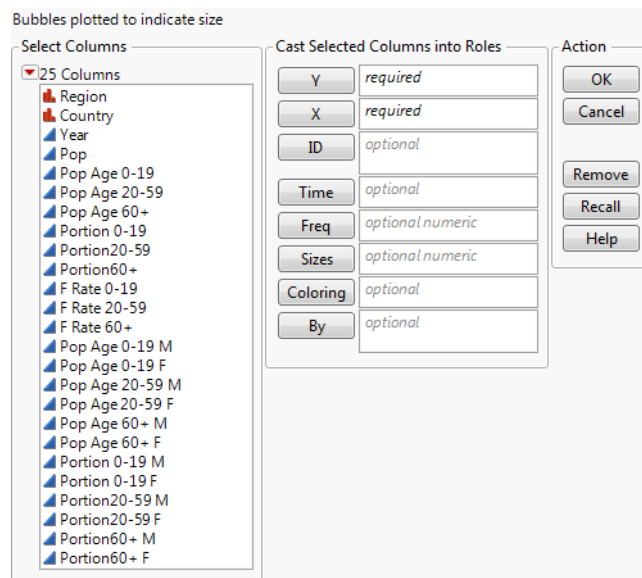 Bubbles plotted to indicate size
Select Columns
25 Columns
Region
Country
Year
Pop
Pop Age 0-19
Pop Age 20-59
Pop Age 60+
Portion 0-19
Portion20-59
Portion60+
F Rate 0-19
F Rate 20-59
F Rate 60+
Pop Age 0-19 M
Pop Age 0-19 F
Pop Age 20-59 M
Pop Age 20-59 F
Pop Age 60+ M
Pop Age 60+ F
Portion 0-19 M
Portion 0-19 F
Portion20-59 M
Portion20-59 F
Portion60+ M
Portion60+ F
Cast Selected Columns into Roles
Y required
X required
ID optional
Time optional
Freq optional numeric
Sizes optional numeric
Coloring optional
By optional
Action
OK
Cancel
Remove
Recall
Help